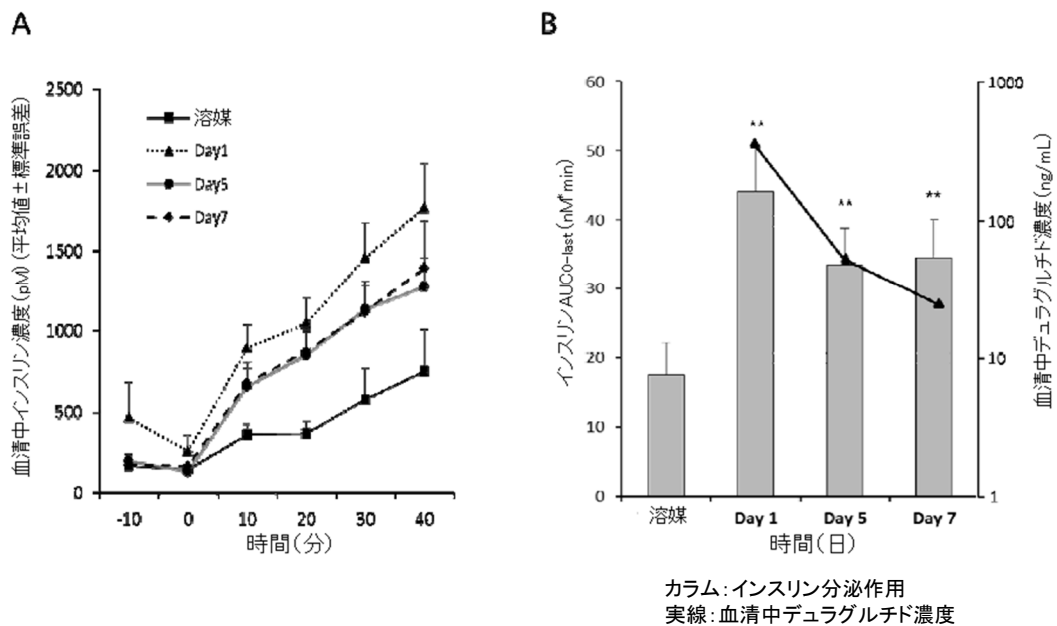 A
血清中インスリン濃度(pM)(平均値±標準誤差)
2500
2000
1500
1000
500
0
溶媒
Day1
Day5
Day7
-10 0 10 20 30 40
時間(分)
B
インスリンAUC0-last(nM*min)
60
50
40
30
20
10
0
**
**
**
1000
100
10
1
血清中デュラグルチド濃度(ng/mL)
溶媒 Day 1 Day 5 Day 7
時間(日)
カラム:インスリン分泌作用
実線:血清中デュラグルチド濃度